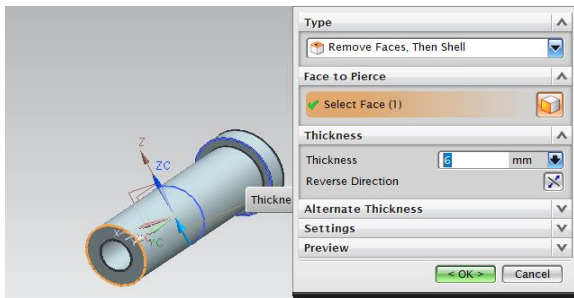 Type
Remove Faces, Then Shell
Face to Pierce
Select Face (1)
Thickness
Thickness 6 mm
Reverse Direction
Alternate Thickness
Settings
Preview
< OK > Cancel
Z
ZC
Thickne
X
YC